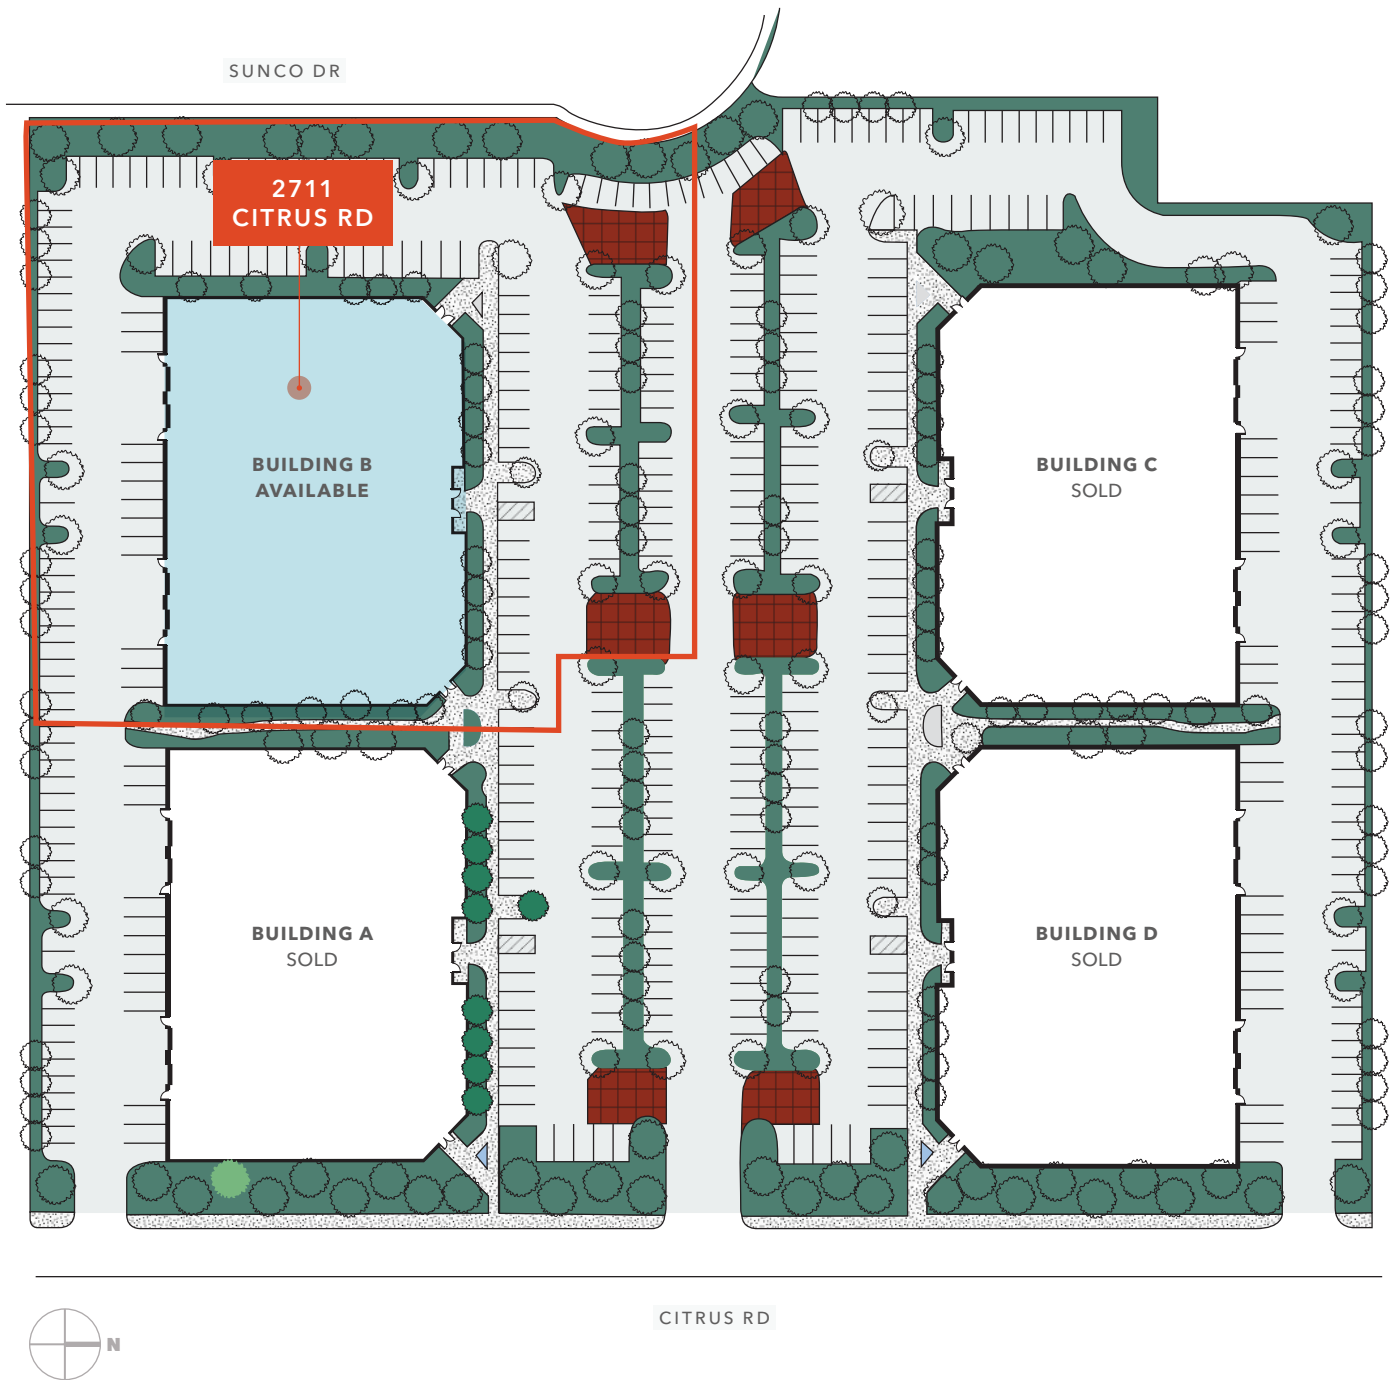 SUNCO DR
2711
CITRUS RD
BUILDING B
AVAILABLE
BUILDING C
SOLD
BUILDING A
SOLD
BUILDING D
SOLD
CITRUS RD
N